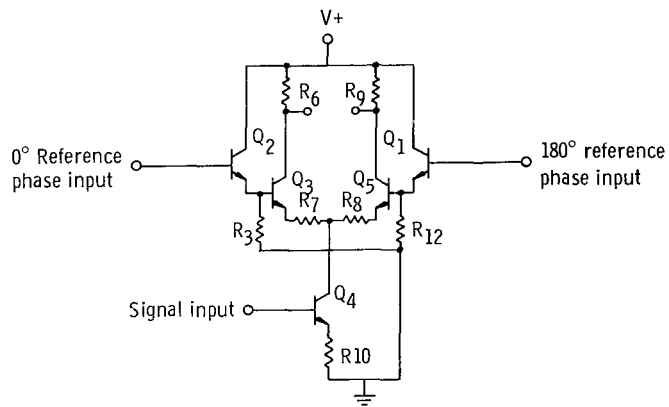 V+
R6
R9
Q2
Q1
0° Reference
phase input
180° reference
phase input
Q3
Q5
R7
R8
R3
R12
Q4
Signal input
R10